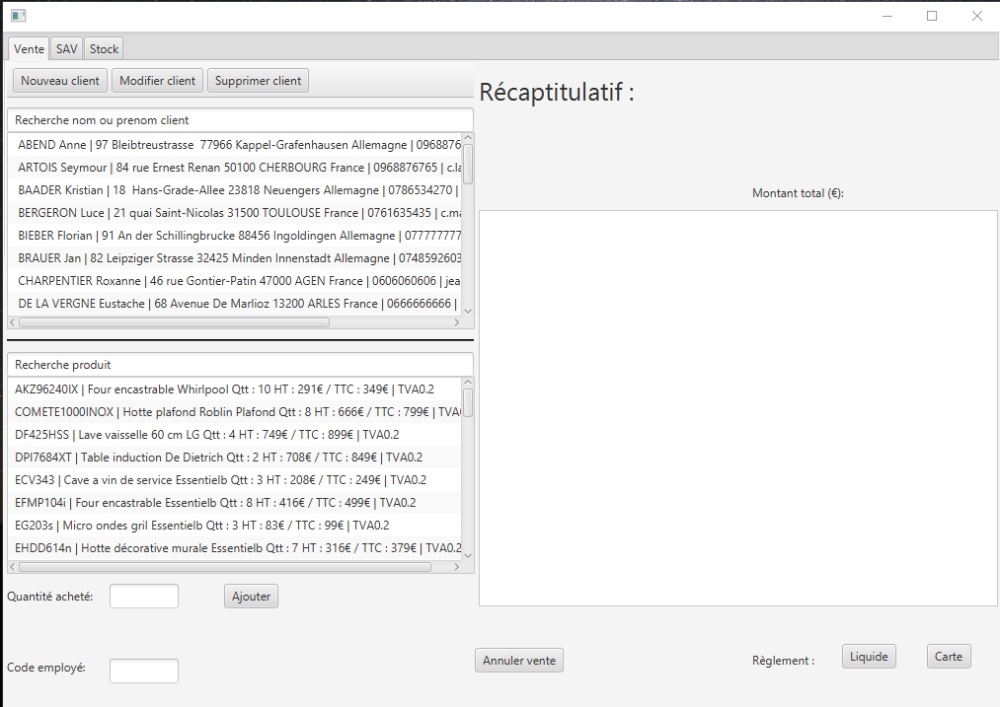 Vente SAV Stock
Nouveau client Modifier client Supprimer client
Récaptitulatif :
Recherche nom ou prenom client
ABEND Anne | 97 Bleibtreustrasse 77966 Kappel-Grafenhausen Allemagne | 0968876
ARTOIS Seymour | 84 rue Ernest Renan 50100 CHERBOURG France | 0968876765 | c.la
BAADER Kristian | 18 Hans-Grade-Allee 23818 Neuengers Allemagne | 0786534270 |
BERGERON Luce | 21 quai Saint-Nicolas 31500 TOULOUSE France | 0761635435 | c.ma
BIEBER Florian | 91 An der Schillingbrucke 88456 Ingoldingen Allemagne | 077777777
BRAUER Jan | 82 Leipziger Strasse 32425 Minden Innenstadt Allemagne | 0748592603
CHARPENTIER Roxanne | 46 rue Gontier-Patin 47000 AGEN France | 0606060606 | jea
DE LA VERGNE Eustache | 68 Avenue De Marlioz 13200 ARLES France | 0666666666 |
Montant total (€):
Recherche produit
AKZ96240IX | Four encastrable Whirlpool Qtt : 10 HT : 291€ / TTC : 349€ | TVA0.2
COMETE1000INOX | Hotte plafond Roblin Plafond Qtt : 8 HT : 666€ / TTC : 799€ | TVA
DF425HSS | Lave vaisselle 60 cm LG Qtt : 4 HT : 749€ / TTC : 899€ | TVA0.2
DPI7684XT | Table induction De Dietrich Qtt : 2 HT : 708€ / TTC : 849€ | TVA0.2
ECV343 | Cave a vin de service Essentielb Qtt : 3 HT : 208€ / TTC : 249€ | TVA0.2
EFMP104i | Four encastrable Essentielb Qtt : 8 HT : 416€ / TTC : 499€ | TVA0.2
EG203s | Micro ondes gril Essentielb Qtt : 3 HT : 83€ / TTC : 99€ | TVA0.2
EHDD614n | Hotte décorative murale Essentielb Qtt : 7 HT : 316€ / TTC : 379€ | TVA0.2
Quantité acheté:
Ajouter
Code employé:
Annuler vente
Règlement :
Liquide
Carte